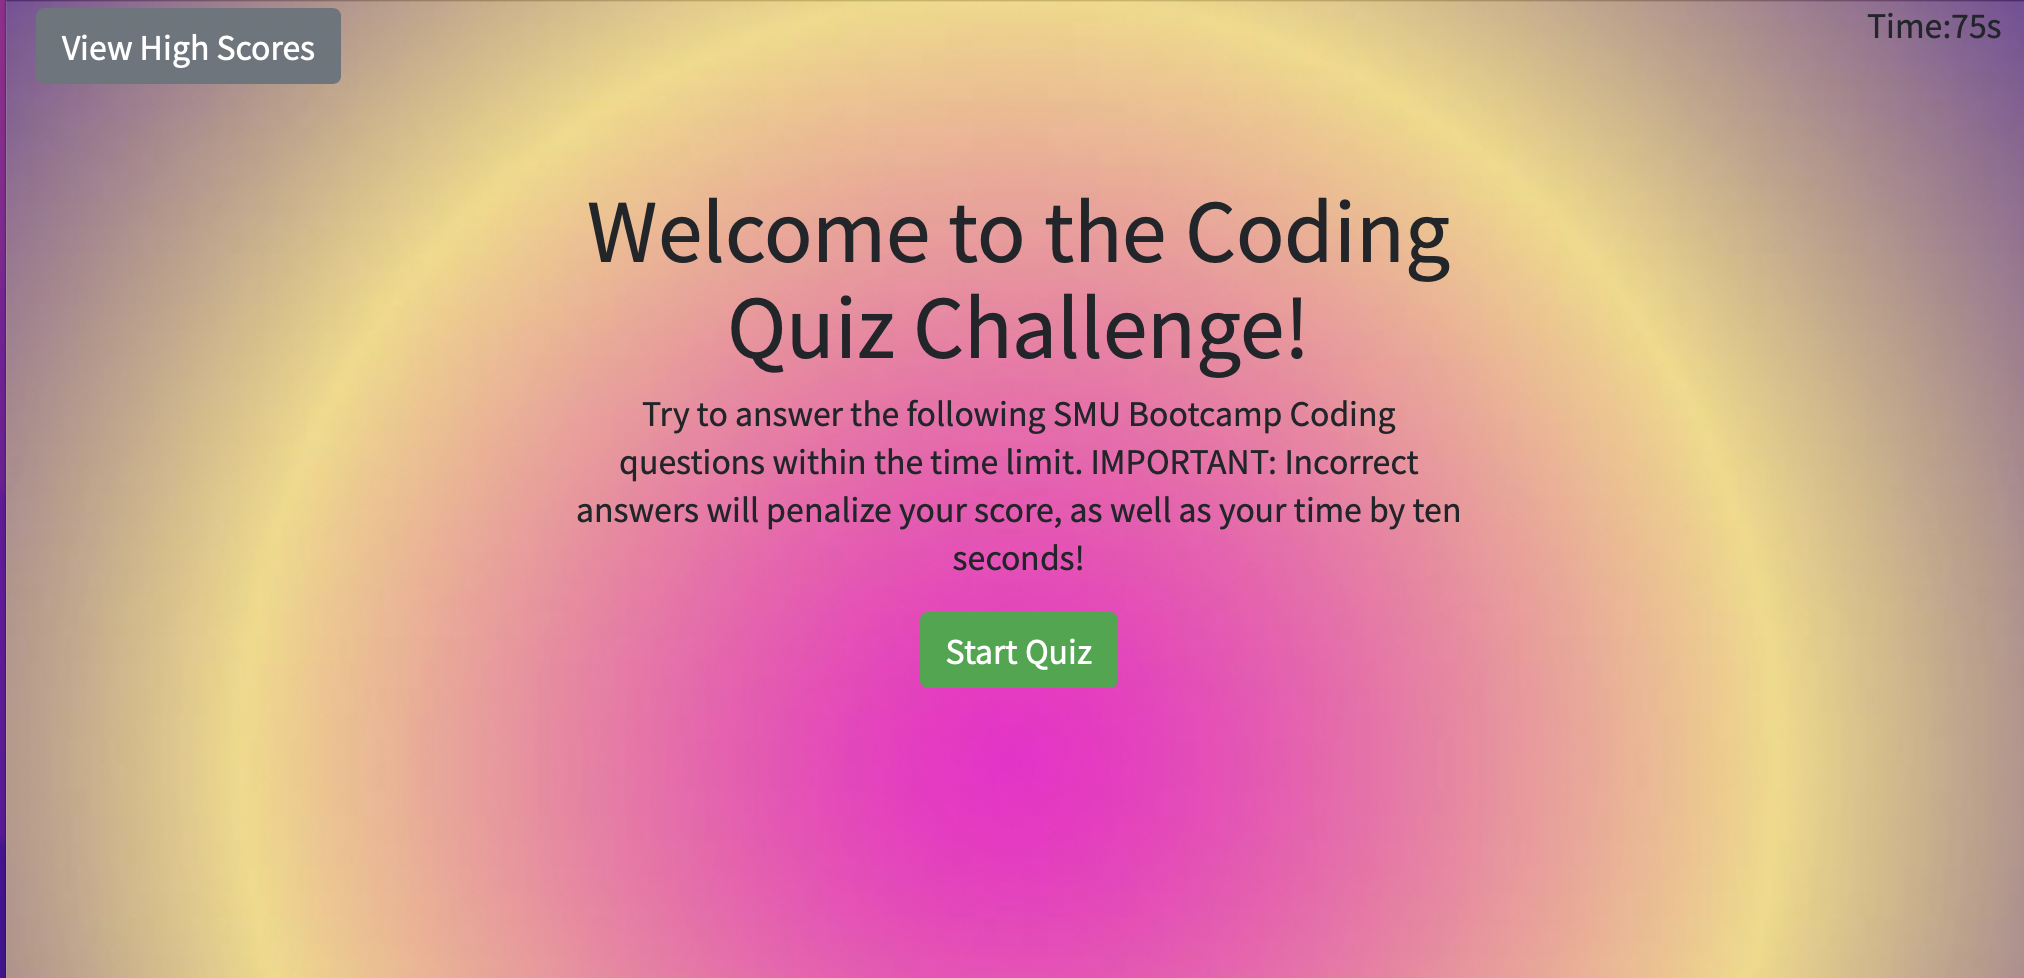 View High Scores
Time:75s
Welcome to the Coding
Quiz Challenge!
Try to answer the following SMU Bootcamp Coding
questions within the time limit. IMPORTANT: Incorrect
answers will penalize your score, as well as your time by ten
seconds!
Start Quiz